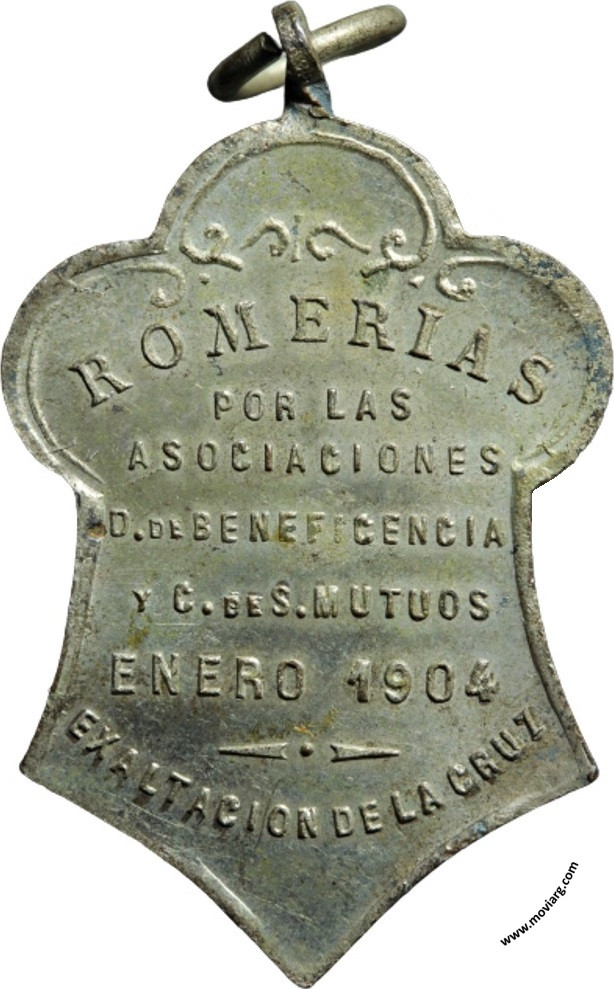 ROMERIAS
POR LAS
ASOCIACIONES
D. DE BENEFICENCIA
Y C. DE S. MUTUOS
ENERO 1904
EXALTACION DE LA CRUZ
www.moviarg.com